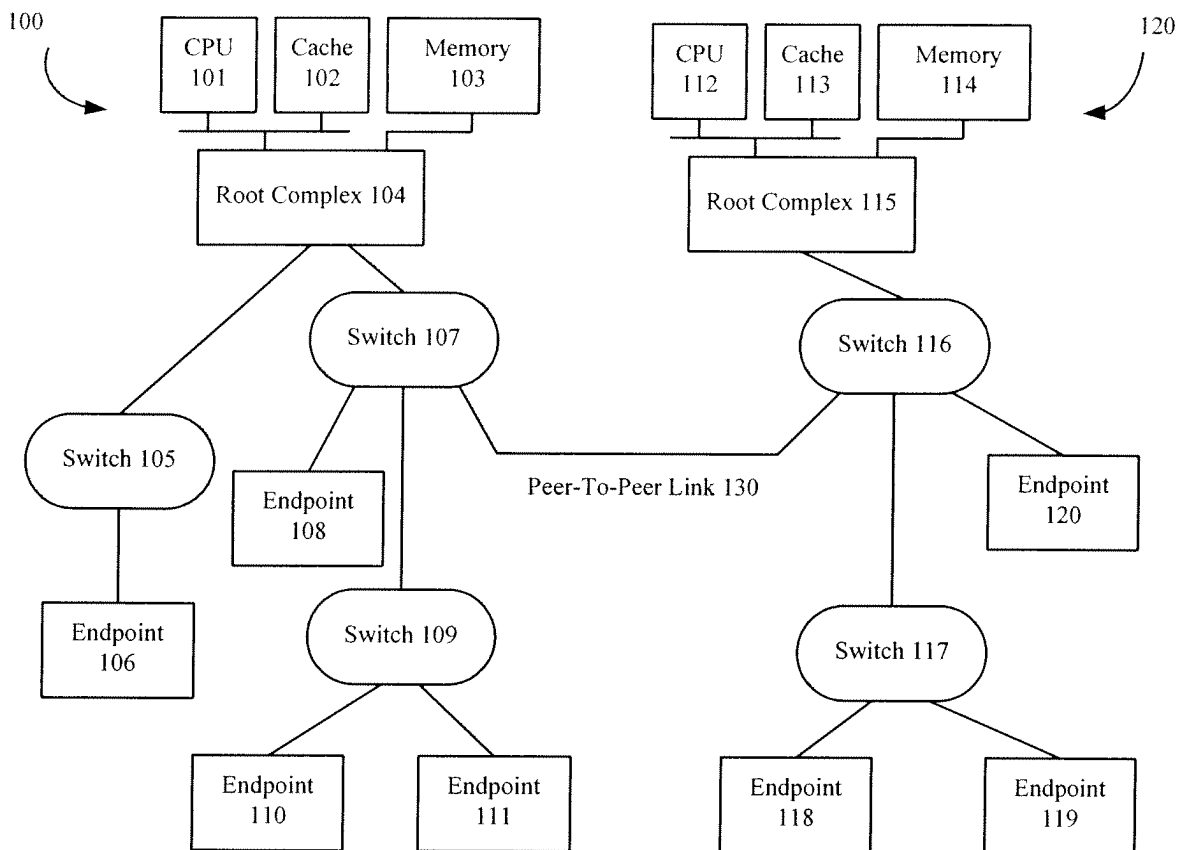 100
CPU
101
Cache
102
Memory
103
CPU
112
Cache
113
Memory
114
120
Root Complex 104
Root Complex 115
Switch 107
Switch 116
Switch 105
Endpoint
108
Peer-To-Peer Link 130
Endpoint
120
Endpoint
106
Switch 109
Switch 117
Endpoint
110
Endpoint
111
Endpoint
118
Endpoint
119